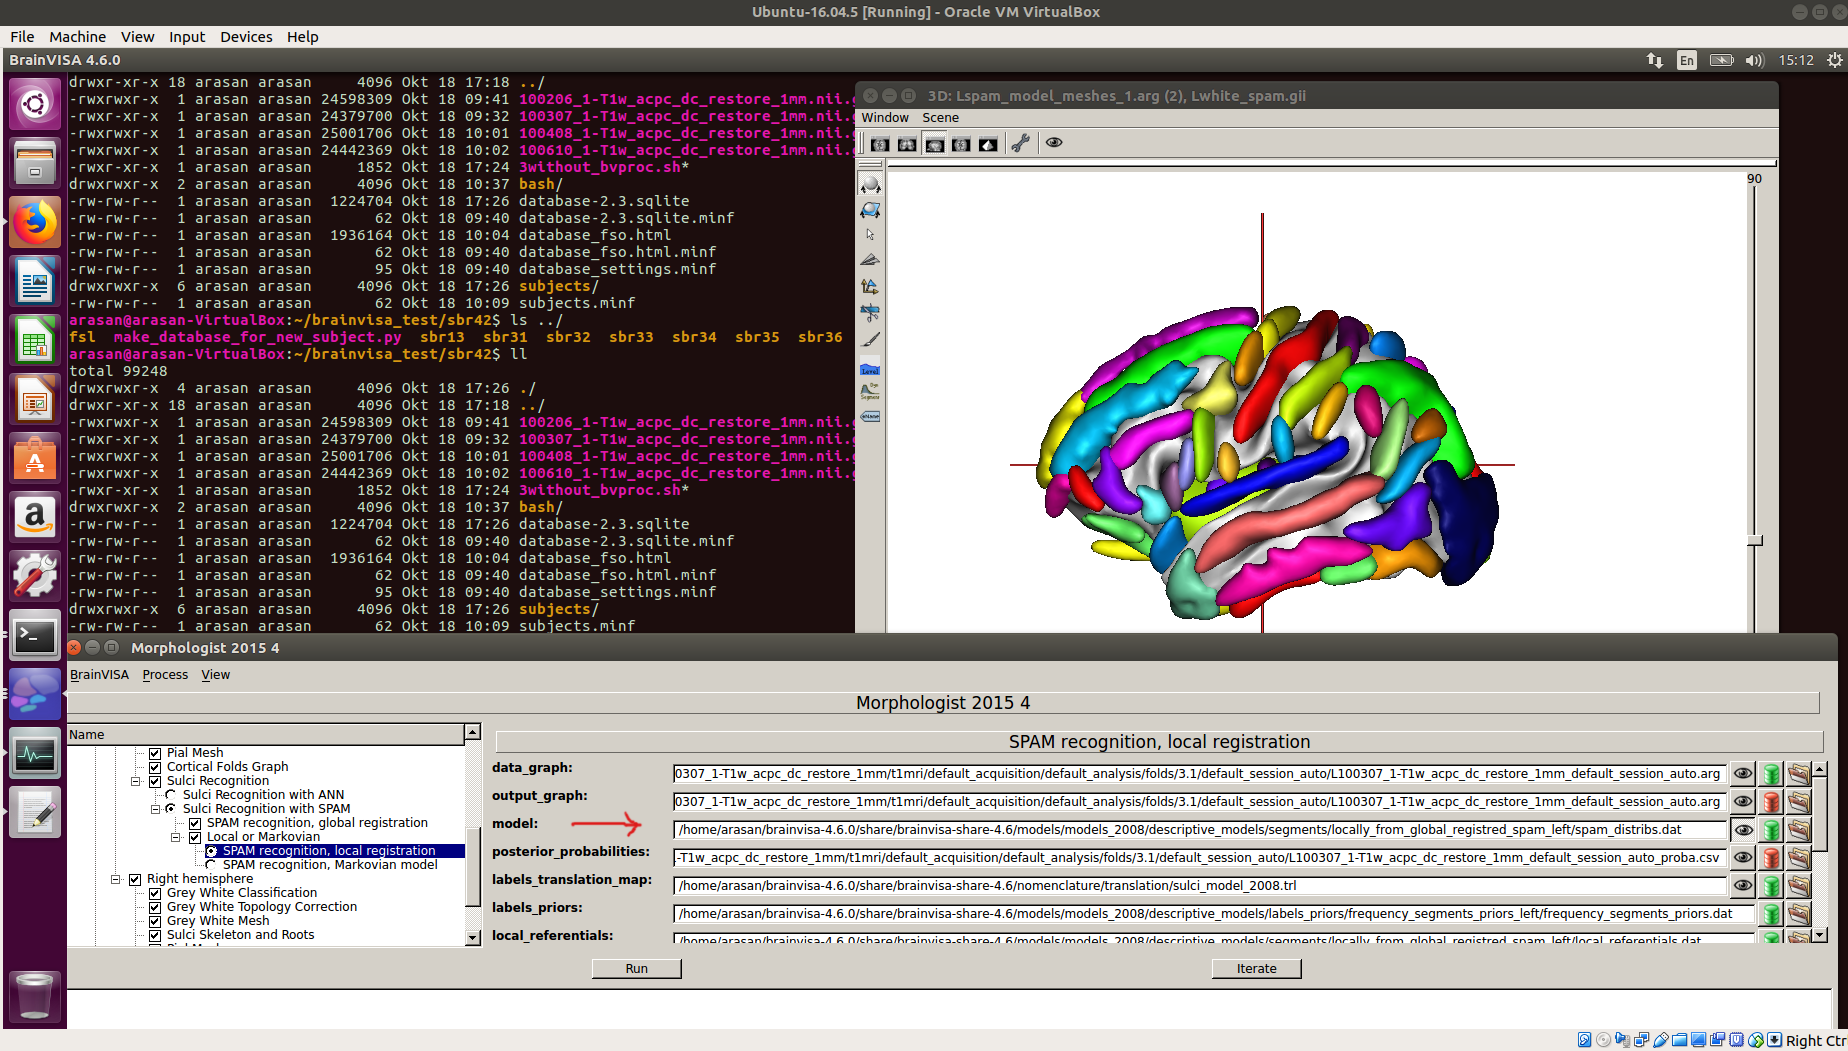 Ubuntu-16.04.5 [Running] - Oracle VM VirtualBox
File Machine View Input Devices Help
BrainVISA 4.6.0
En
15:12
drwxr-xr-x 18 arasan arasan 4096 Okt 18 17:18 ../
-rwxrwxr-x 1 arasan arasan 24598309 Okt 18 09:41 100206_1-T1w_acpc_dc_restore_1mm.nii.g
-rwxr-xr-x 1 arasan arasan 24379700 Okt 18 09:32 100307_1-T1w_acpc_dc_restore_1mm.nii.g
-rwxrwxr-x 1 arasan arasan 25001706 Okt 18 10:01 100408_1-T1w_acpc_dc_restore_1mm.nii.g
-rwxrwxr-x 1 arasan arasan 24442369 Okt 18 10:02 100610_1-T1w_acpc_dc_restore_1mm.nii.g
-rwxr-xr-x 1 arasan arasan 1852 Okt 18 17:24 3without_bvproc.sh*
drwxrwxr-x 2 arasan arasan 4096 Okt 18 10:37 bash/
-rw-rw-r-- 1 arasan arasan 1224704 Okt 18 17:26 database-2.3.sqlite
-rw-rw-r-- 1 arasan arasan 62 Okt 18 09:40 database-2.3.sqlite.minf
-rw-rw-r-- 1 arasan arasan 1936164 Okt 18 10:04 database_fso.html
-rw-rw-r-- 1 arasan arasan 62 Okt 18 09:40 database_fso.html.minf
-rw-rw-r-- 1 arasan arasan 95 Okt 18 09:40 database_settings.minf
drwxrwxr-x 6 arasan arasan 4096 Okt 18 17:26 subjects/
-rw-rw-r-- 1 arasan arasan 62 Okt 18 10:09 subjects.minf
arasan@arasan-VirtualBox:~/brainvisa_test/sbr42$ ls ../
fsl make_database_for_new_subject.py sbr13 sbr31 sbr32 sbr33 sbr34 sbr35 sbr36
arasan@arasan-VirtualBox:~/brainvisa_test/sbr42$ ll
total 99248
drwxrwxr-x 4 arasan arasan 4096 Okt 18 17:26 ./
drwxr-xr-x 18 arasan arasan 4096 Okt 18 17:18 ../
-rwxrwxr-x 1 arasan arasan 24598309 Okt 18 09:41 100206_1-T1w_acpc_dc_restore_1mm.nii.g
-rwxr-xr-x 1 arasan arasan 24379700 Okt 18 09:32 100307_1-T1w_acpc_dc_restore_1mm.nii.g
-rwxrwxr-x 1 arasan arasan 25001706 Okt 18 10:01 100408_1-T1w_acpc_dc_restore_1mm.nii.g
-rwxrwxr-x 1 arasan arasan 24442369 Okt 18 10:02 100610_1-T1w_acpc_dc_restore_1mm.nii.g
-rwxr-xr-x 1 arasan arasan 1852 Okt 18 17:24 3without_bvproc.sh*
drwxrwxr-x 2 arasan arasan 4096 Okt 18 10:37 bash/
-rw-rw-r-- 1 arasan arasan 1224704 Okt 18 17:26 database-2.3.sqlite
-rw-rw-r-- 1 arasan arasan 62 Okt 18 09:40 database-2.3.sqlite.minf
-rw-rw-r-- 1 arasan arasan 1936164 Okt 18 10:04 database_fso.html
-rw-rw-r-- 1 arasan arasan 62 Okt 18 09:40 database_fso.html.minf
-rw-rw-r-- 1 arasan arasan 95 Okt 18 09:40 database_settings.minf
drwxrwxr-x 6 arasan arasan 4096 Okt 18 17:26 subjects/
-rw-rw-r-- 1 arasan arasan 62 Okt 18 10:09 subjects.minf
3D: Lspam_model_meshes_1.arg (2), Lwhite_spam.gii
Window Scene
90
Morphologist 2015 4
BrainVISA Process View
Morphologist 2015 4
Name
Pial Mesh
Cortical Folds Graph
Sulci Recognition
Sulci Recognition with ANN
Sulci Recognition with SPAM
SPAM recognition, global registration
Local or Markovian
SPAM recognition, local registration
SPAM recognition, Markovian model
Right hemisphere
Grey White Classification
Grey White Topology Correction
Grey White Mesh
Sulci Skeleton and Roots
Pial Mesh
SPAM recognition, local registration
data_graph: 0307_1-T1w_acpc_dc_restore_1mm/t1mri/default_acquisition/default_analysis/folds/3.1/default_session_auto/L100307_1-T1w_acpc_dc_restore_1mm_default_session_auto.arg
output_graph: 0307_1-T1w_acpc_dc_restore_1mm/t1mri/default_acquisition/default_analysis/folds/3.1/default_session_auto/L100307_1-T1w_acpc_dc_restore_1mm_default_session_auto.arg
model: /home/arasan/brainvisa-4.6.0/share/brainvisa-share-4.6/models/models_2008/descriptive_models/segments/locally_from_global_registred_spam_left/spam_distribs.dat
posterior_probabilities: -T1w_acpc_dc_restore_1mm/t1mri/default_acquisition/default_analysis/folds/3.1/default_session_auto/L100307_1-T1w_acpc_dc_restore_1mm_default_session_auto_proba.csv
labels_translation_map: /home/arasan/brainvisa-4.6.0/share/brainvisa-share-4.6/nomenclature/translation/sulci_model_2008.trl
labels_priors: /home/arasan/brainvisa-4.6.0/share/brainvisa-share-4.6/models/models_2008/descriptive_models/labels_priors/frequency_segments_priors_left/frequency_segments_priors.dat
local_referentials: /home/arasan/brainvisa-4.6.0/share/brainvisa-share-4.6/models/models_2008/descriptive_models/segments/locally_from_global_registred_spam_left/local_referentials.dat
Run
Iterate
Right Ctr